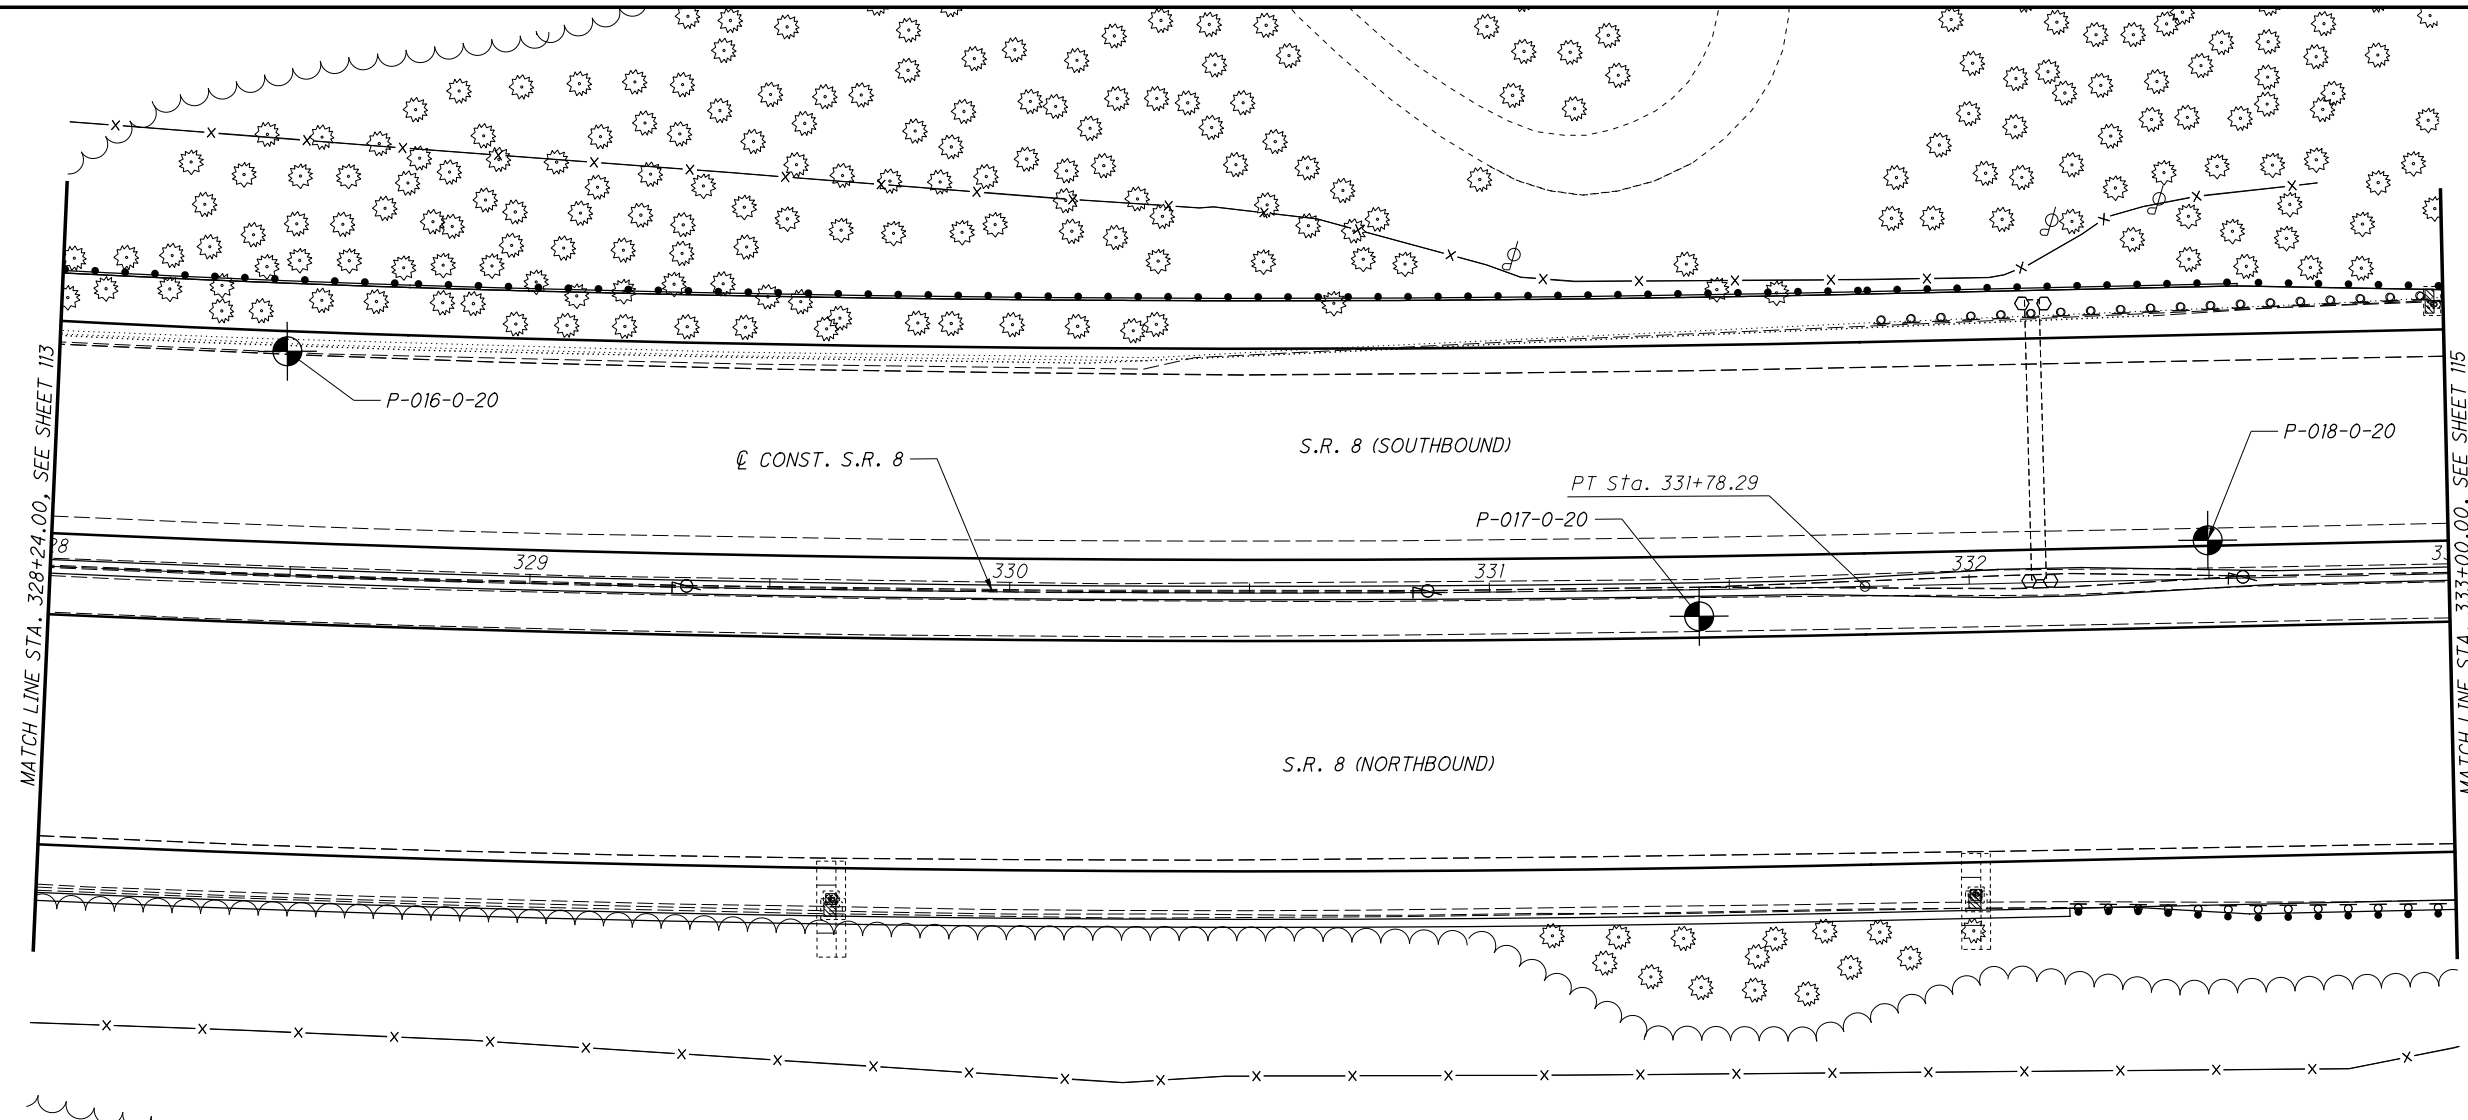 MATCH LINE STA. 328+24.00, SEE SHEET 113
P-016-0-20
S.R. 8 (SOUTHBOUND)
P-018-0-20
℄ CONST. S.R. 8
PT Sta. 331+78.29
P-017-0-20
28
329
330
331
332
S.R. 8 (NORTHBOUND)
MATCH LINE STA. 333+00.00, SEE SHEET 115